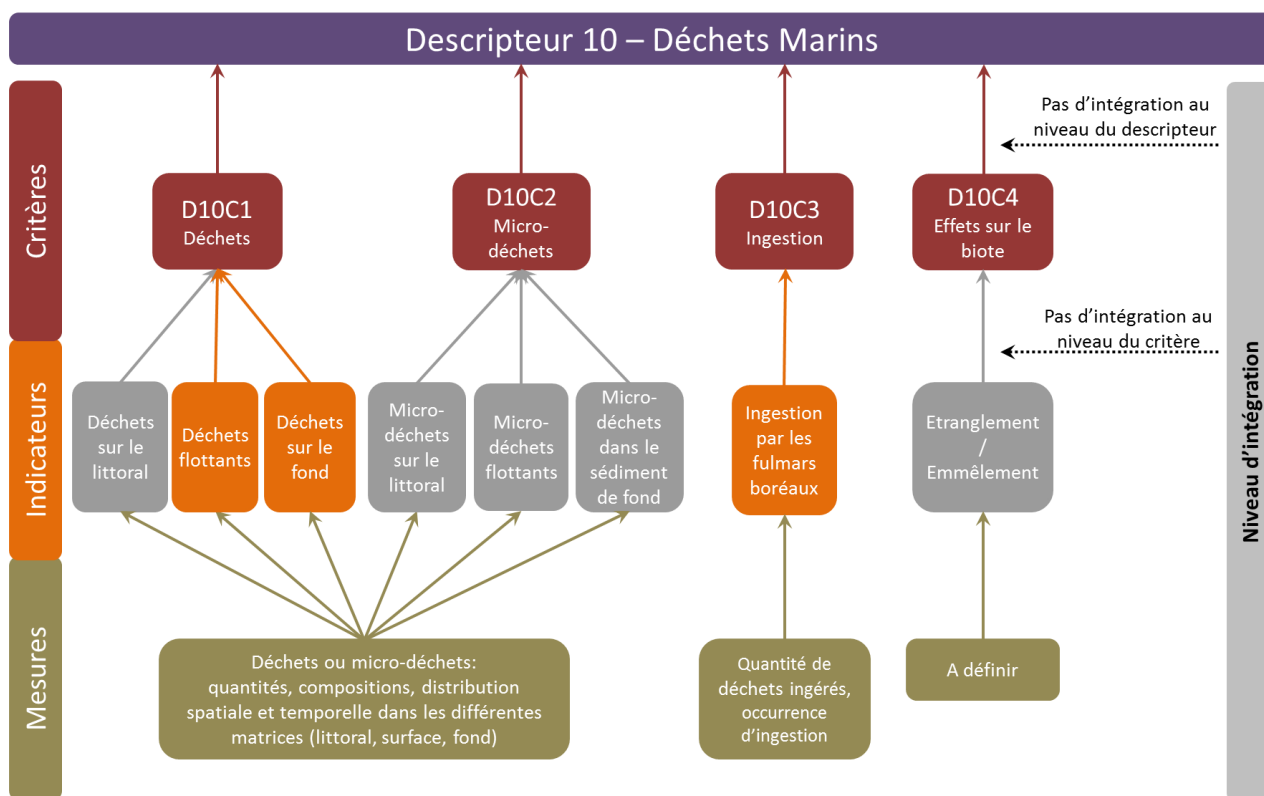 Descripteur 10 – Déchets Marins
Critères
D10C1
Déchets
D10C2
Micro-
déchets
D10C3
Ingestion
D10C4
Effets sur le
biote
Pas d'intégration au
niveau du descripteur
Pas d'intégration au
niveau du critère
Niveau d'intégration
Indicateurs
Déchets
sur le
littoral
Déchets
flottants
Déchets
sur le
fond
Micro-
déchets
sur le
littoral
Micro-
déchets
flottants
Micro-
déchets
dans le
sédiment
de fond
Ingestion
par les
fulmars
boréaux
Etranglement
/
Emmêlement
Mesures
Déchets ou micro-déchets:
quantités, compositions, distribution
spatiale et temporelle dans les différentes
matrices (littoral, surface, fond)
Quantité de
déchets ingérés,
occurrence
d'ingestion
A définir